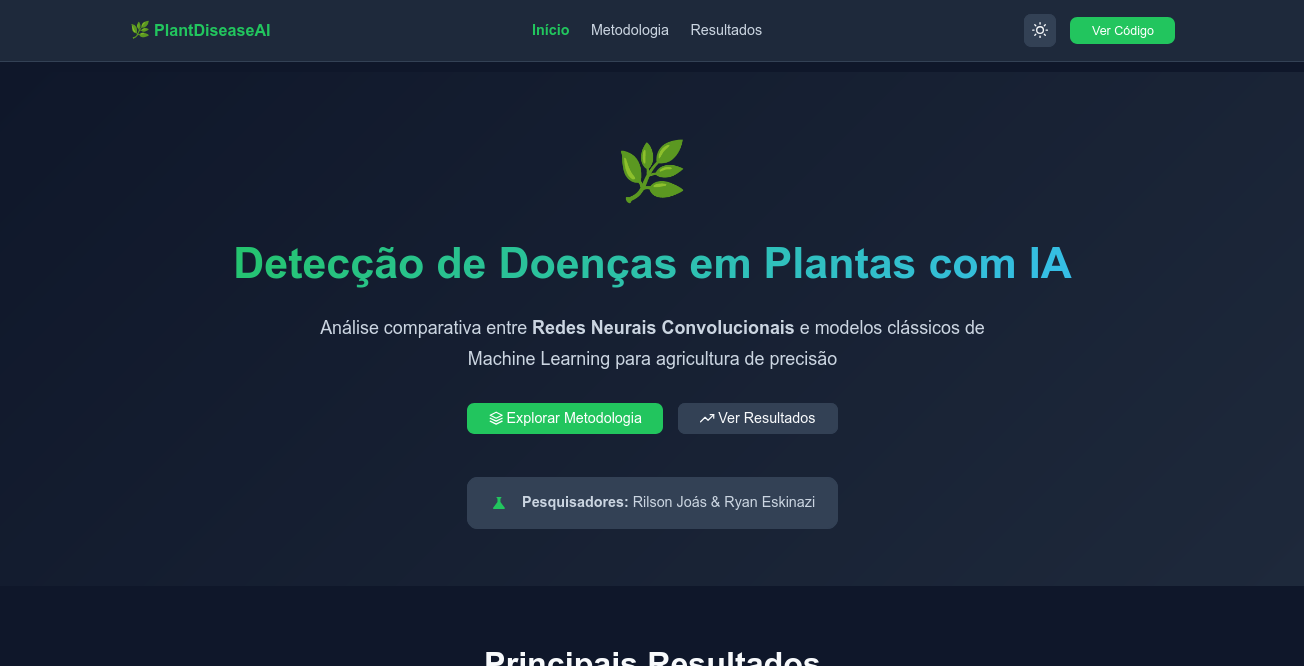 PlantDiseaseAI
Início
Metodologia
Resultados
Ver Código
Detecção de Doenças em Plantas com IA
Análise comparativa entre Redes Neurais Convolucionais e modelos clássicos de
Machine Learning para agricultura de precisão
Explorar Metodologia
Ver Resultados
Pesquisadores: Rilson Joás & Ryan Eskinazi
Principais Resultados